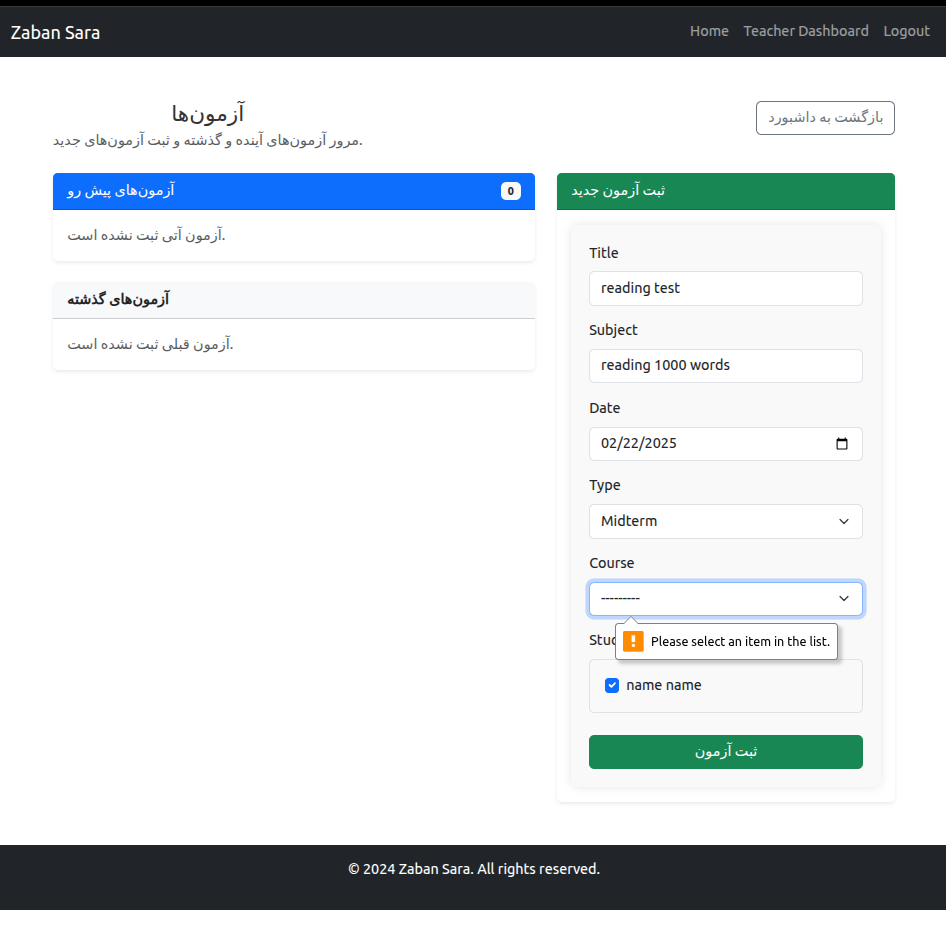 Zaban Sara
Home Teacher Dashboard Logout
آزمون‌ها
بازگشت به داشبورد
مرور آزمون‌های آینده و گذشته و ثبت آزمون‌های جدید.
آزمون‌های پیش رو
0
آزمون آتی ثبت نشده است.
آزمون‌های گذشته
آزمون قبلی ثبت نشده است.
ثبت آزمون جدید
Title
reading test
Subject
reading 1000 words
Date
02/22/2025
Type
Midterm
Course
---------
Please select an item in the list.
name name
ثبت آزمون
© 2024 Zaban Sara. All rights reserved.